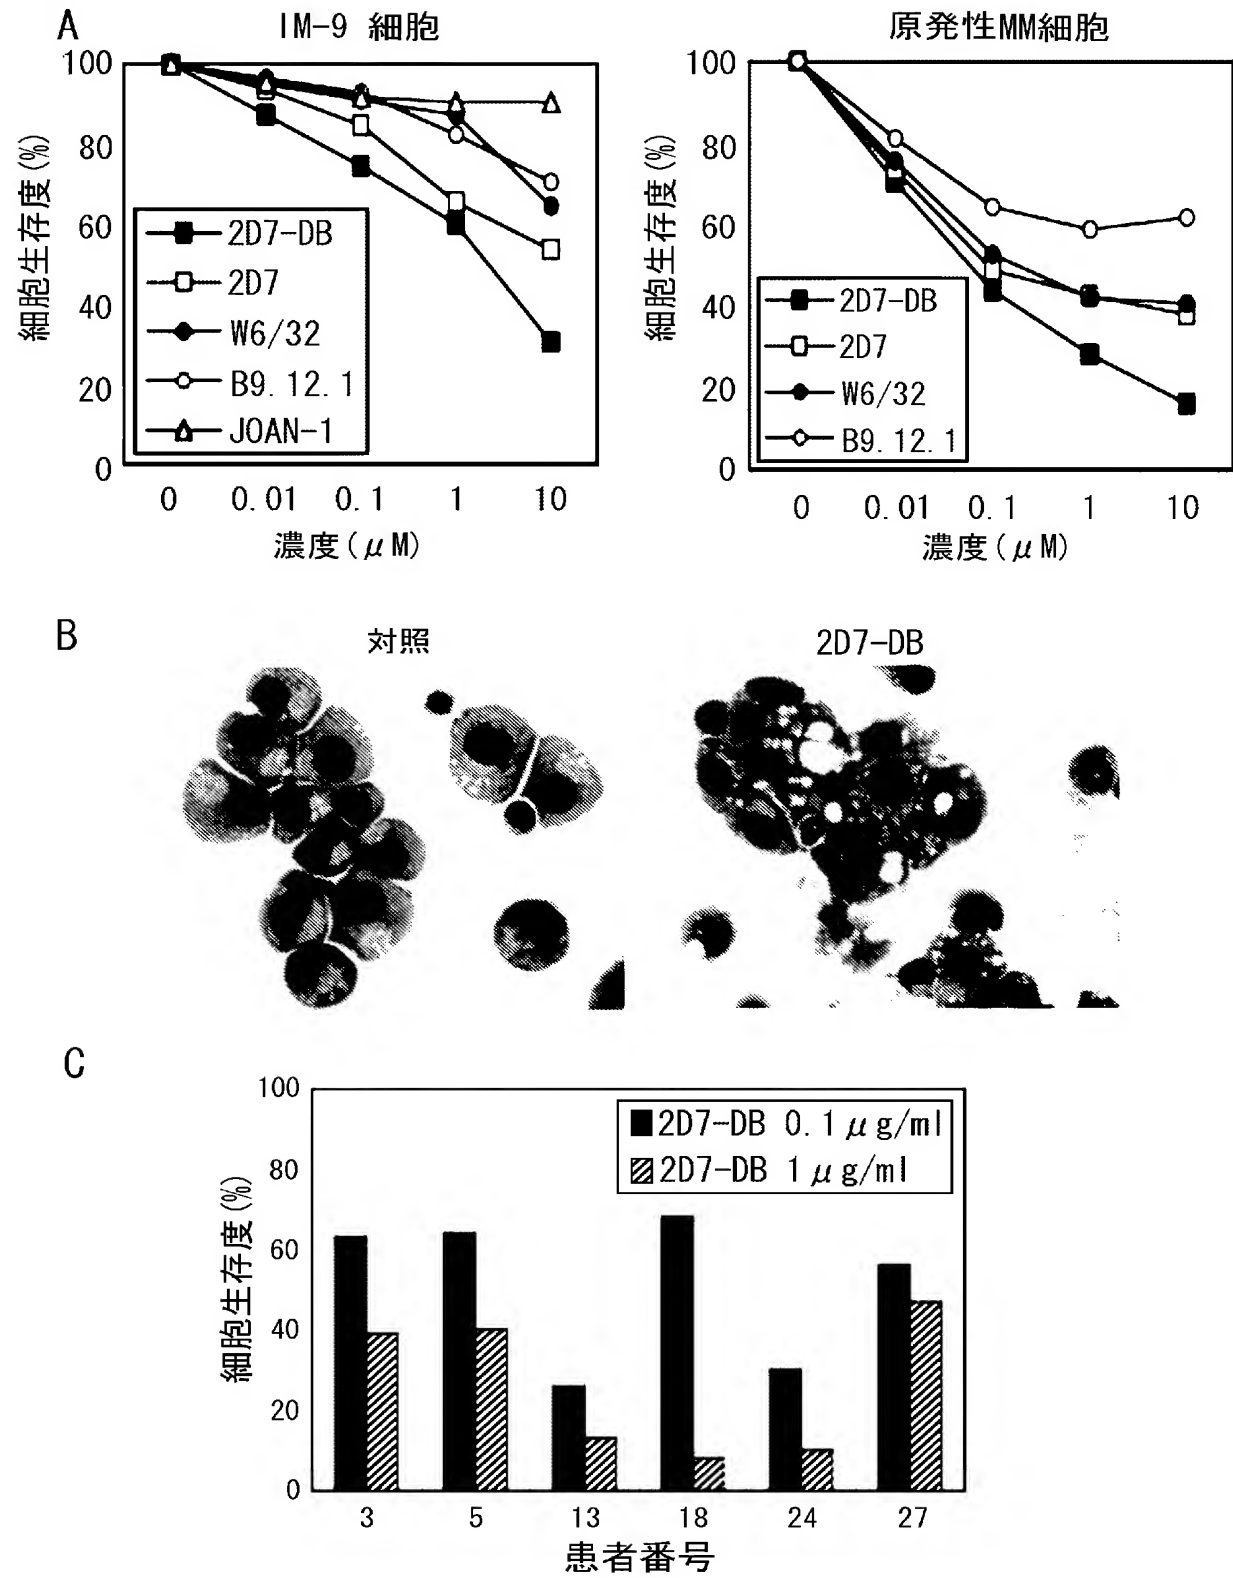 A
IM-9 細胞
細胞生存度(%)
100
80
60
40
20
0
2D7-DB
2D7
W6/32
B9.12.1
JOAN-1
0 0.01 0.1 1 10
濃度(μM)
原発性MM細胞
細胞生存度(%)
100
80
60
40
20
0
2D7-DB
2D7
W6/32
B9.12.1
0 0.01 0.1 1 10
濃度(μM)
B
対照
2D7-DB
C
細胞生存度(%)
100
80
60
40
20
0
2D7-DB 0.1μg/ml
2D7-DB 1μg/ml
3 5 13 18 24 27
患者番号